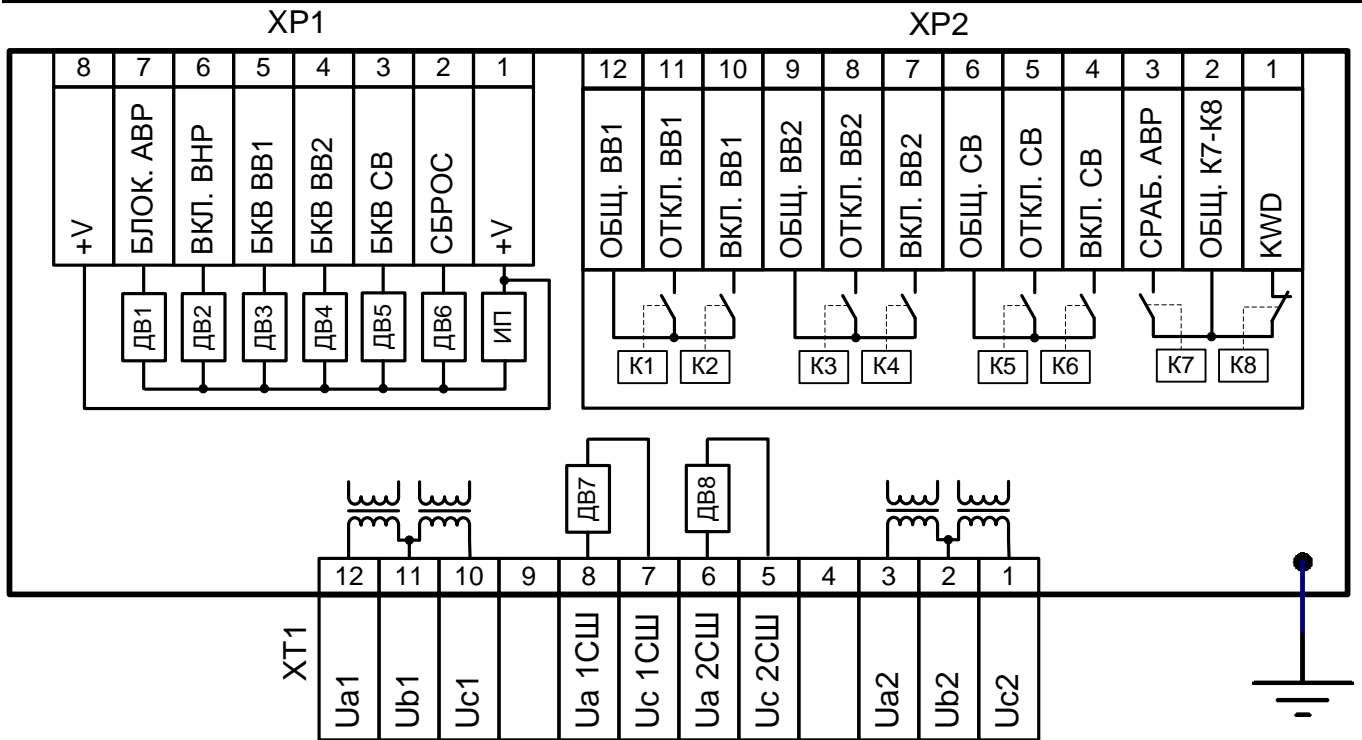 XP1
XP2
8 7 6 5 4 3 2 1
12 11 10 9 8 7 6 5 4 3 2 1
+V
БЛОК. АВР
ВКЛ. ВНР
БКВ ВВ1
БКВ ВВ2
БКВ СВ
СБРОС
+V
ОБЩ. ВВ1
ОТКЛ. ВВ1
ВКЛ. ВВ1
ОБЩ. ВВ2
ОТКЛ. ВВ2
ВКЛ. ВВ2
ОБЩ. СВ
ОТКЛ. СВ
ВКЛ. СВ
СРАБ. АВР
ОБЩ. К7-К8
KWD
ДВ1
ДВ2
ДВ3
ДВ4
ДВ5
ДВ6
ИП
К1 К2 К3 К4 К5 К6 К7 К8
ДВ7
ДВ8
12 11 10 9 8 7 6 5 4 3 2 1
XT1
Ua1
Ub1
Uc1
Ua 1СШ
Uc 1СШ
Ua 2СШ
Uc 2СШ
Ua2
Ub2
Uc2